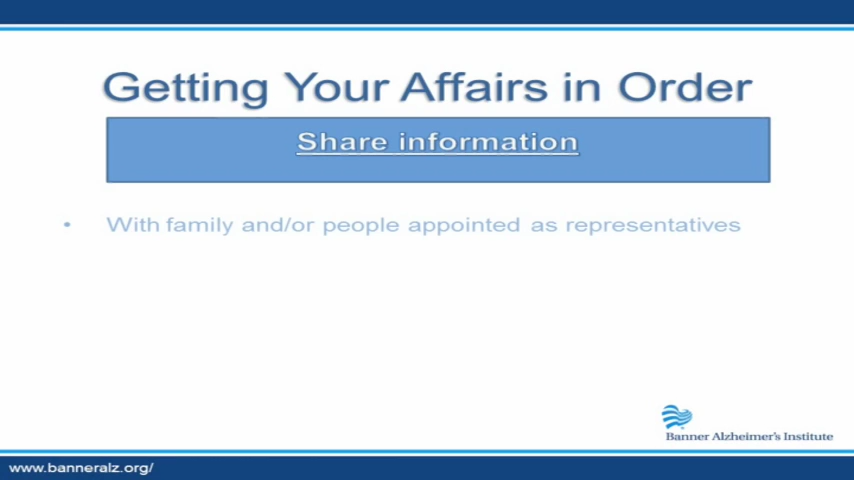 Getting Your Affairs in Order
Share information
• With family and/or people appointed as representatives
Banner Alzheimer's Institute
www.banneralz.org/